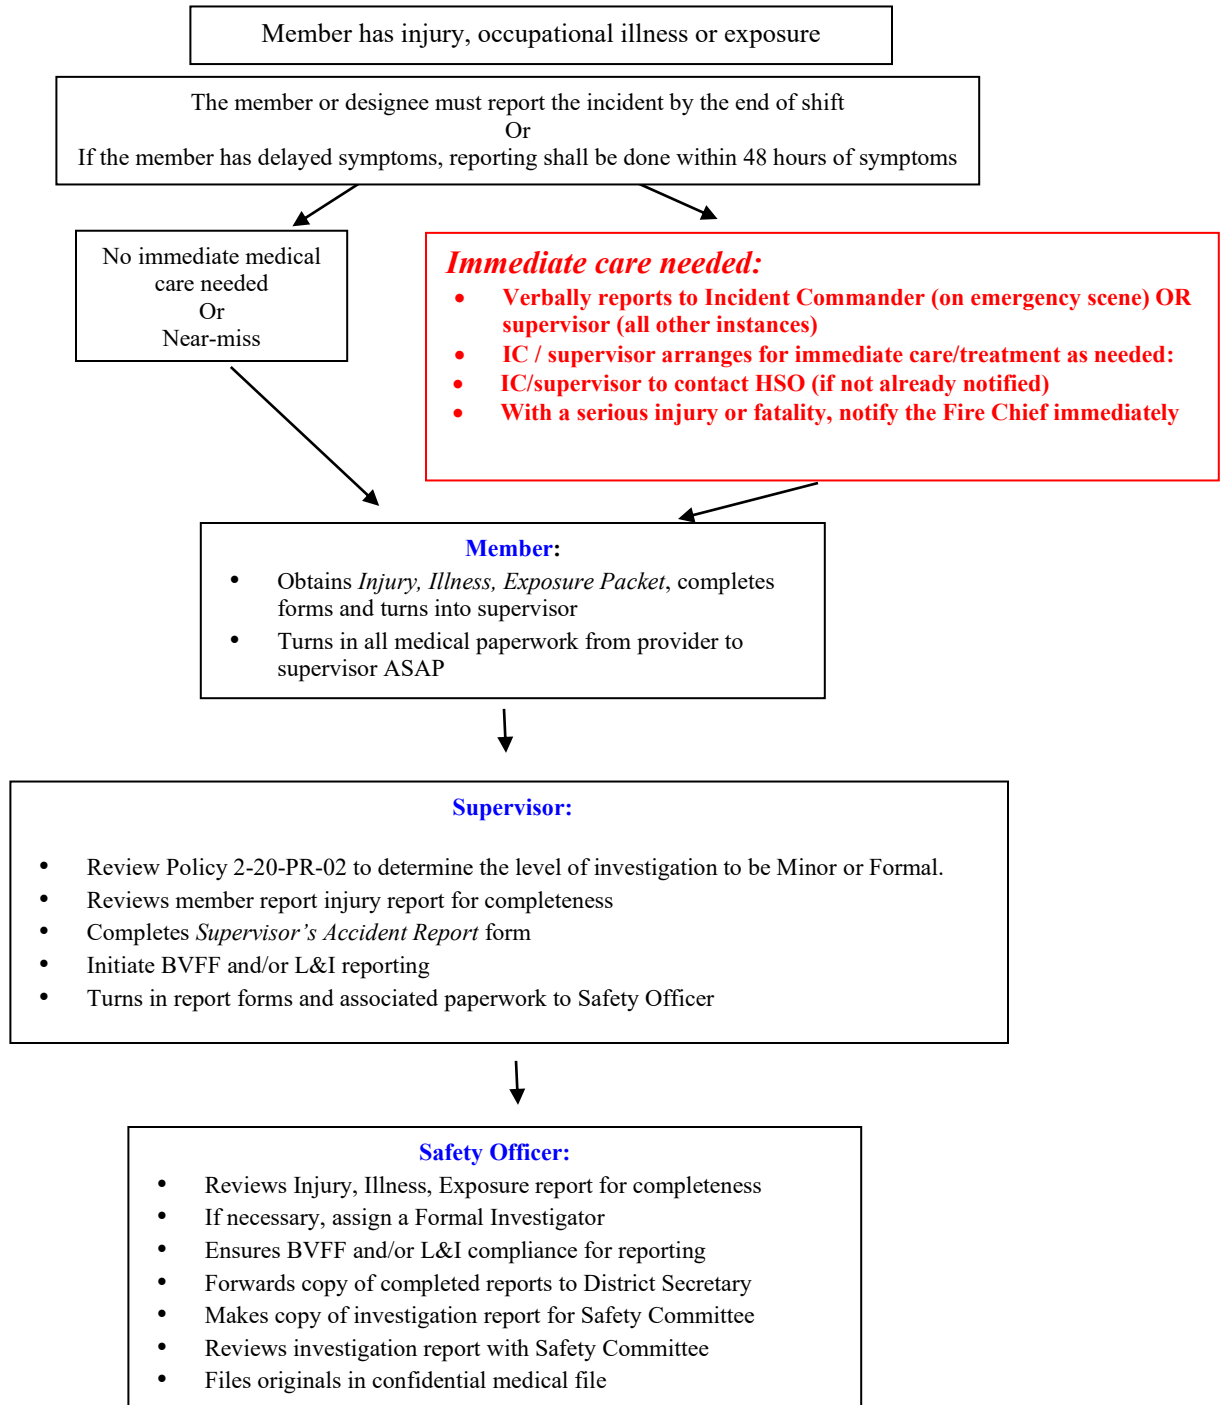 Member has injury, occupational illness or exposure
The member or designee must report the incident by the end of shift
Or
If the member has delayed symptoms, reporting shall be done within 48 hours of symptoms
No immediate medical
care needed
Or
Near-miss
Immediate care needed:
• Verbally reports to Incident Commander (on emergency scene) OR
supervisor (all other instances)
• IC / supervisor arranges for immediate care/treatment as needed:
• IC/supervisor to contact HSO (if not already notified)
• With a serious injury or fatality, notify the Fire Chief immediately
Member:
• Obtains Injury, Illness, Exposure Packet, completes
forms and turns into supervisor
• Turns in all medical paperwork from provider to
supervisor ASAP
Supervisor:
• Review Policy 2-20-PR-02 to determine the level of investigation to be Minor or Formal.
• Reviews member report injury report for completeness
• Completes Supervisor’s Accident Report form
• Initiate BVFF and/or L&I reporting
• Turns in report forms and associated paperwork to Safety Officer
Safety Officer:
• Reviews Injury, Illness, Exposure report for completeness
• If necessary, assign a Formal Investigator
• Ensures BVFF and/or L&I compliance for reporting
• Forwards copy of completed reports to District Secretary
• Makes copy of investigation report for Safety Committee
• Reviews investigation report with Safety Committee
• Files originals in confidential medical file